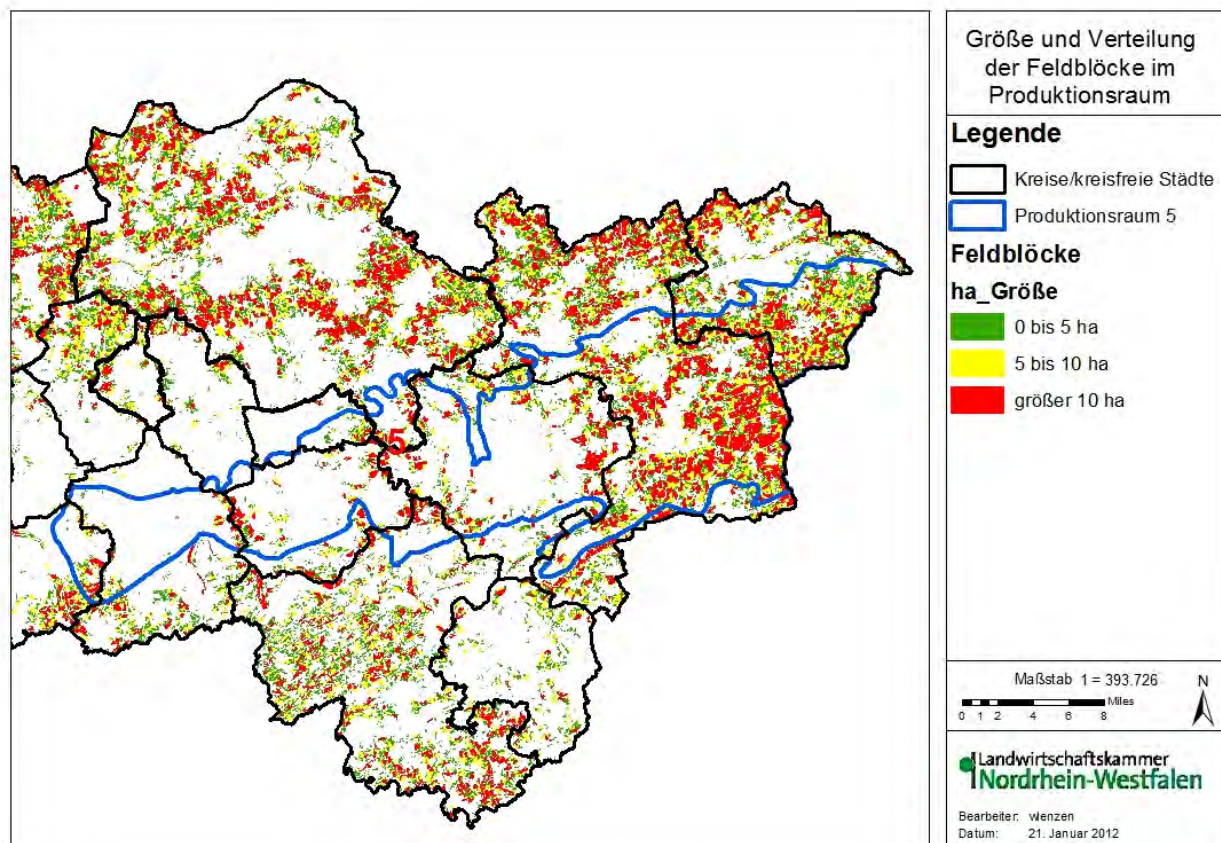 Größe und Verteilung
der Feldblöcke im
Produktionsraum
Legende
Kreise/kreisfreie Städte
Produktionsraum 5
Feldblöcke
ha_Größe
0 bis 5 ha
5 bis 10 ha
größer 10 ha
5
Maßstab 1 = 393.726
N
Miles
0 1 2 4 6 8
Landwirtschaftskammer
Nordrhein-Westfalen
Bearbeiter: wienzen
Datum: 21. Januar 2012